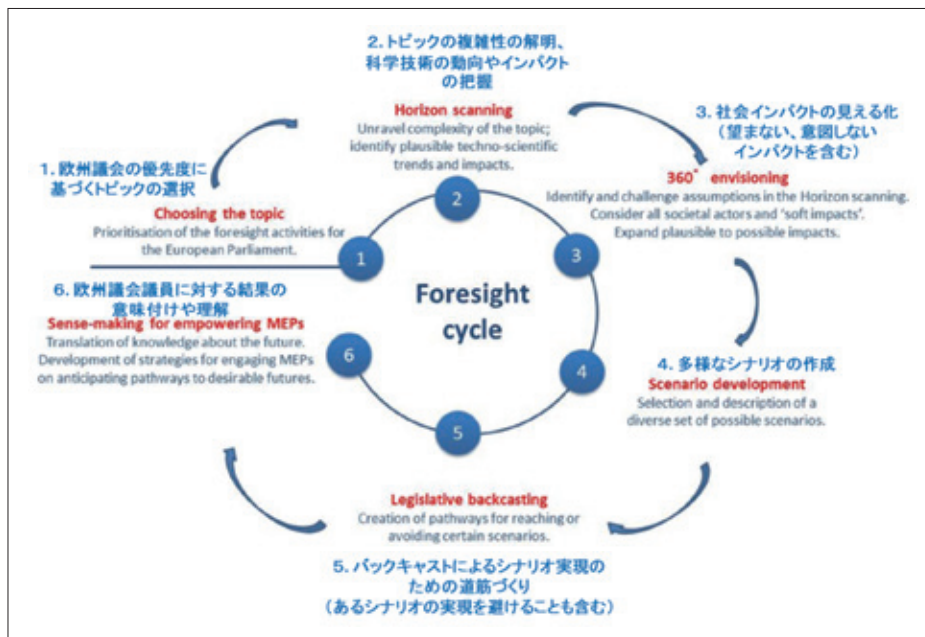 1. 欧州議会の優先度に
基づくトピックの選択
Choosing the topic
Prioritisation of the foresight activities for
the European Parliament.
2. トピックの複雑性の解明、
科学技術の動向やインパクト
の把握
Horizon scanning
Unravel complexity of the topic;
identify plausible techno-scientific
trends and impacts.
3. 社会インパクトの見える化
(望まない、意図しない
インパクトを含む)
360° envisioning
Identify and challenge assumptions in the Horizon scanning.
Consider all societal actors and ‘soft impacts’.
Expand plausible to possible impacts.
4. 多様なシナリオの作成
Scenario development
Selection and description of a
diverse set of possible scenarios.
Legislative backcasting
Creation of pathways for reaching or
avoiding certain scenarios.
5. バックキャストによるシナリオ実現の
ための道筋づくり
(あるシナリオの実現を避けることも含む)
6. 欧州議会議員に対する結果の
意味付けや理解
Sense-making for empowering MEPs
Translation of knowledge about the future.
Development of strategies for engaging MEPs
on anticipating pathways to desirable futures.
Foresight
cycle
1
2
3
4
5
6